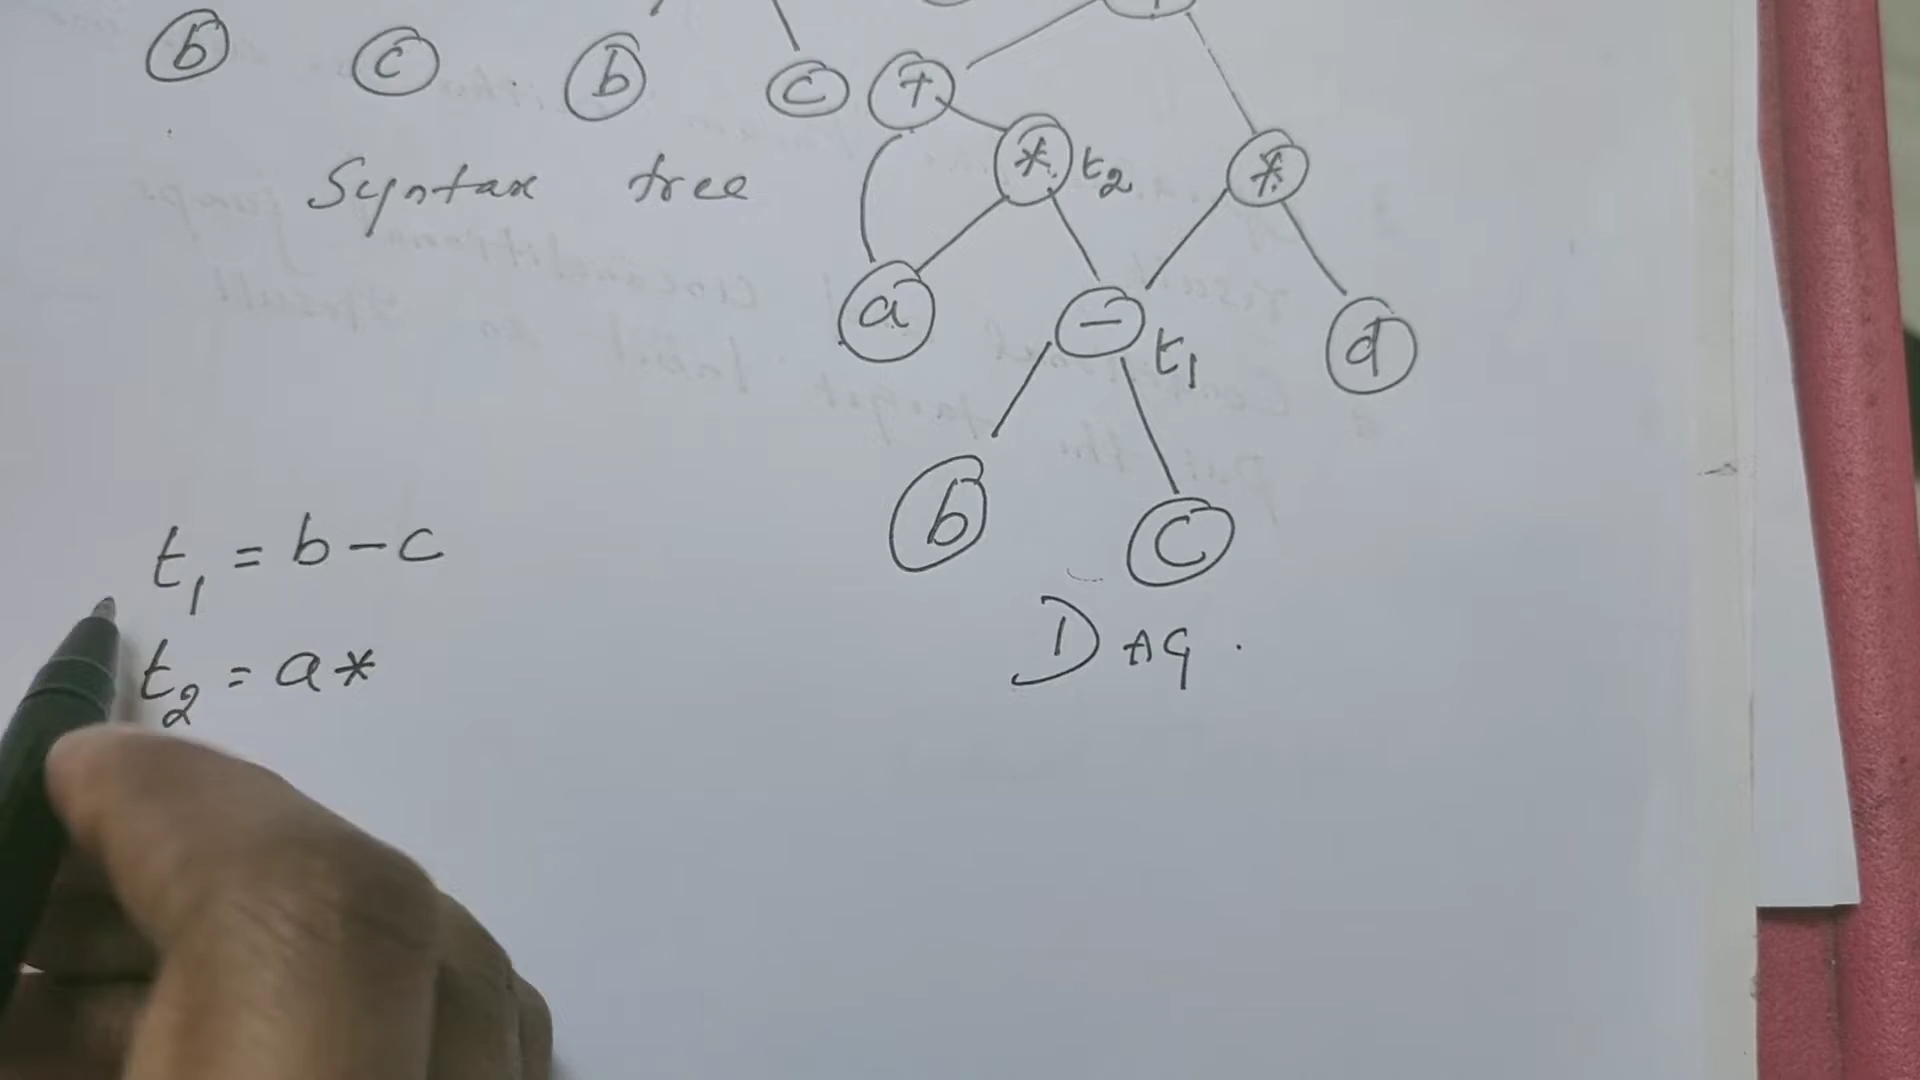 b c b c +
* t2 *
Syntax tree
a - t1 d
b c
t1 = b - c
DAG.
t2 = a *